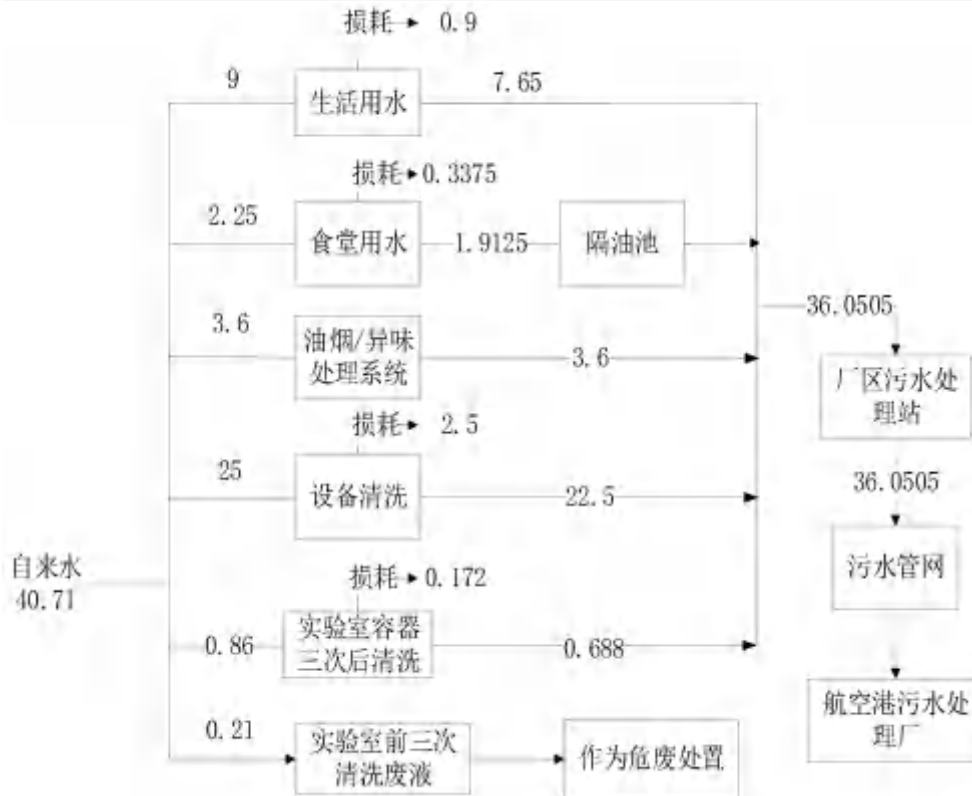 损耗 0.9
9
生活用水
7.65
损耗 0.3375
2.25
食堂用水
1.9125
隔油池
36.0505
3.6
油烟/异味
处理系统
3.6
厂区污水处
理站
损耗 2.5
25
设备清洗
22.5
36.0505
污水管网
自来水
40.71
损耗 0.172
0.86
实验室容器
三次后清洗
0.688
航空港污水处
理厂
0.21
实验室前三次
清洗废液
作为危废处置